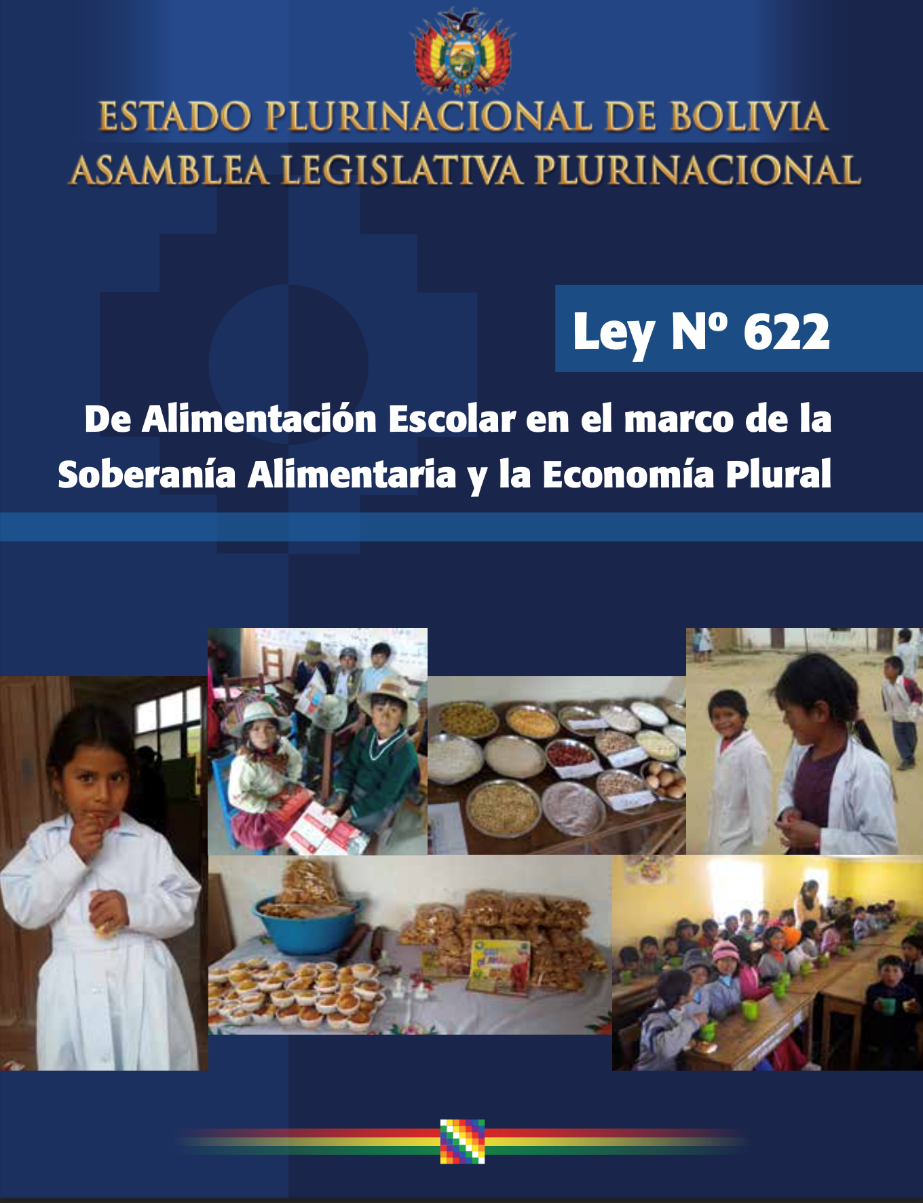 ESTADO PLURINACIONAL DE BOLIVIA
ASAMBLEA LEGISLATIVA PLURINACIONAL
Ley Nº 622
De Alimentación Escolar en el marco de la
Soberanía Alimentaria y la Economía Plural